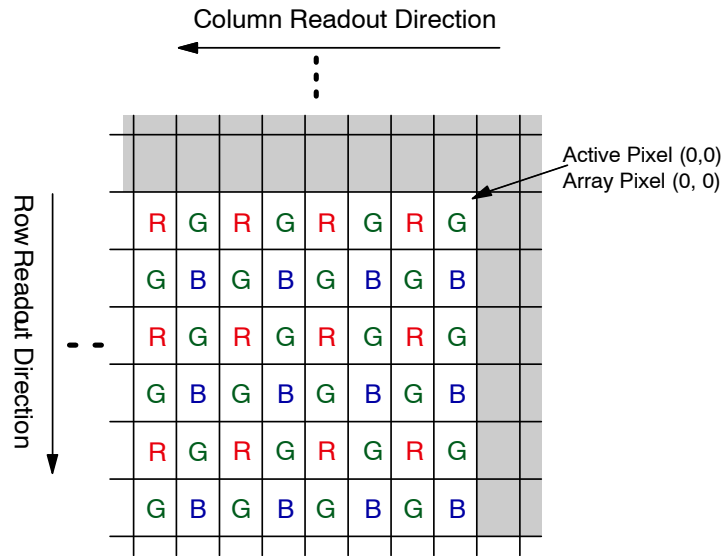 Column Readout Direction
Active Pixel (0,0)
Array Pixel (0, 0)
Row Readout Direction
R G R G R G R G
G B G B G B G B
R G R G R G R G
G B G B G B G B
R G R G R G R G
G B G B G B G B